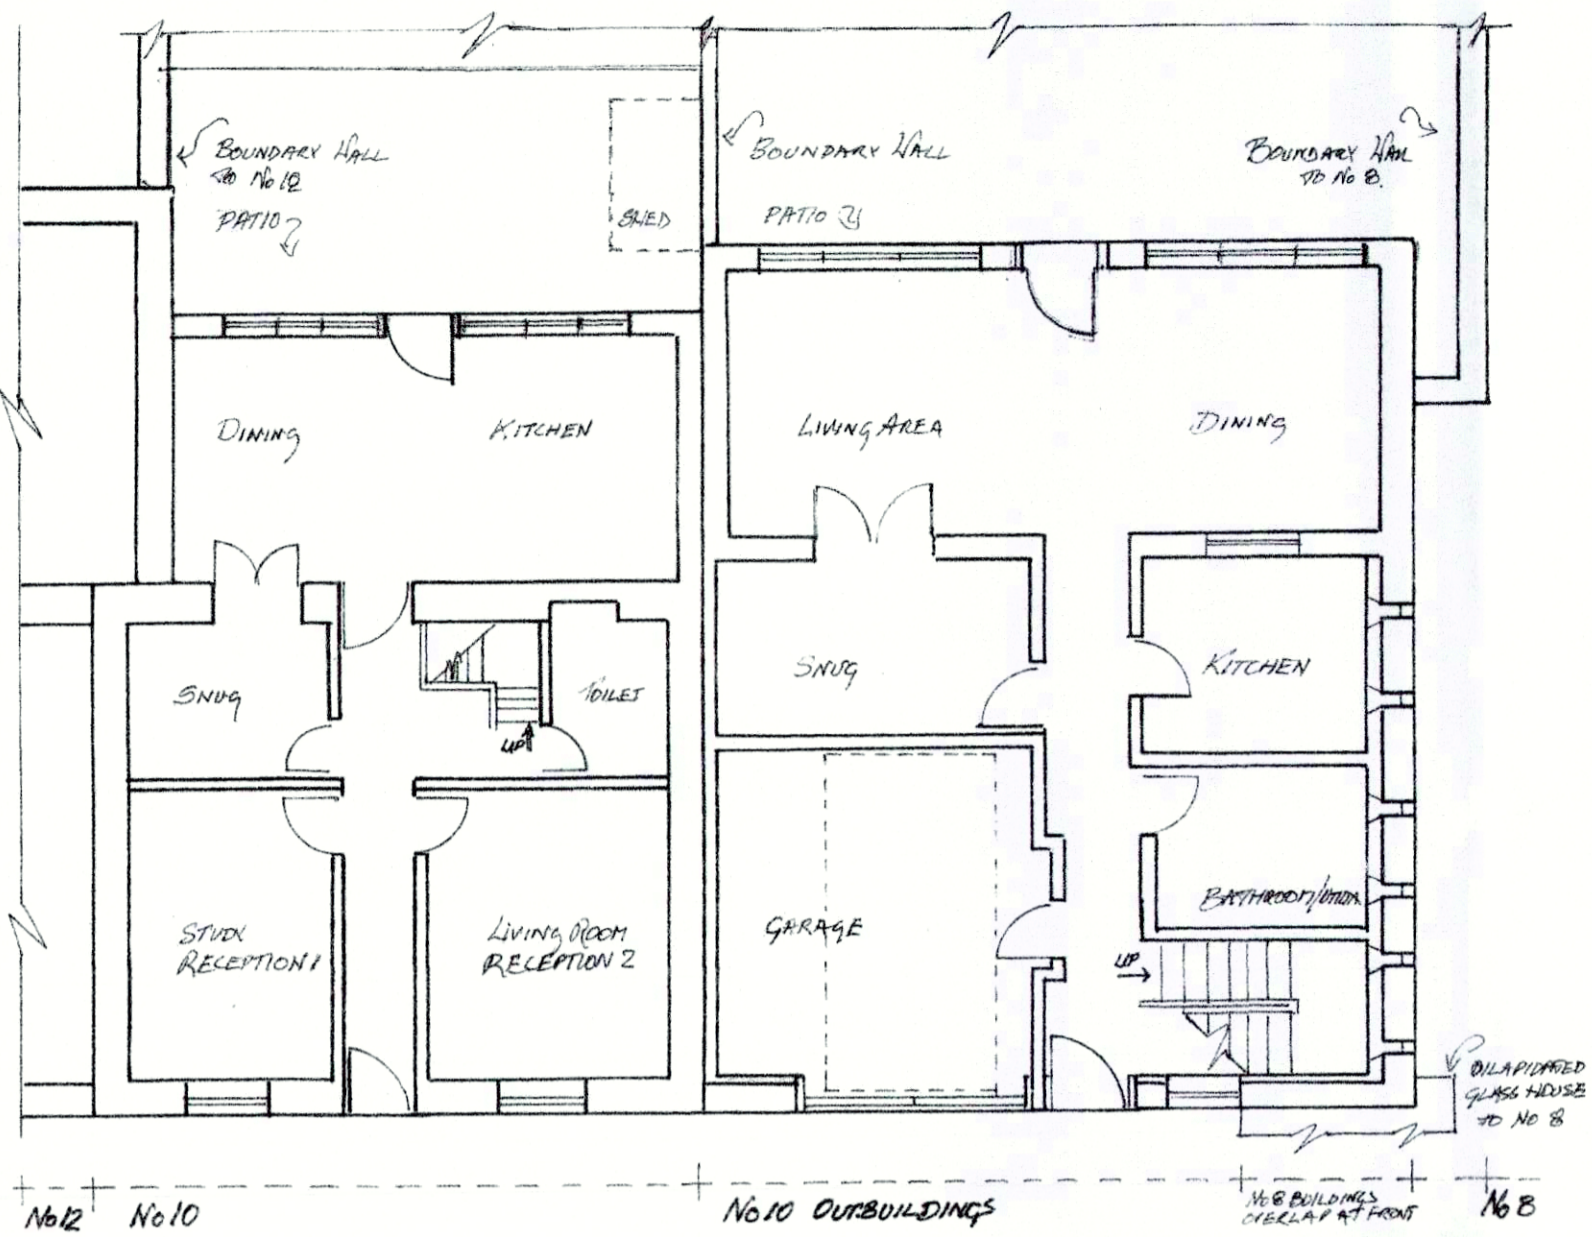 BOUNDARY WALL
TO No 12
PATIO
SHED
BOUNDARY WALL
PATIO
BOUNDARY WALL
TO No 8.
DINING
KITCHEN
LIVING AREA
DINING
SNUG
UP
TOILET
SNUG
KITCHEN
STUDY
RECEPTION 1
LIVING ROOM
RECEPTION 2
GARAGE
BATHROOM/
UP
DILAPIDATED
GLASS HOUSE
TO No 8
No 12
No 10
No 10 OUTBUILDINGS
No 8 BUILDINGS
OVERLAP AT FRONT
No 8